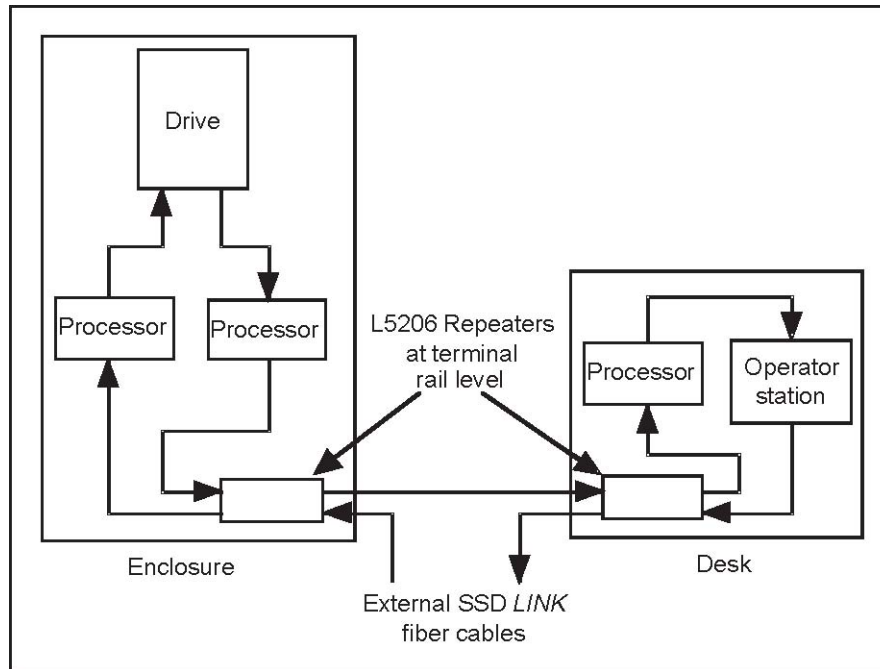 Drive
Processor
Processor
L5206 Repeaters
at terminal
rail level
Processor
Operator
station
Enclosure
Desk
External SSD LINK
fiber cables